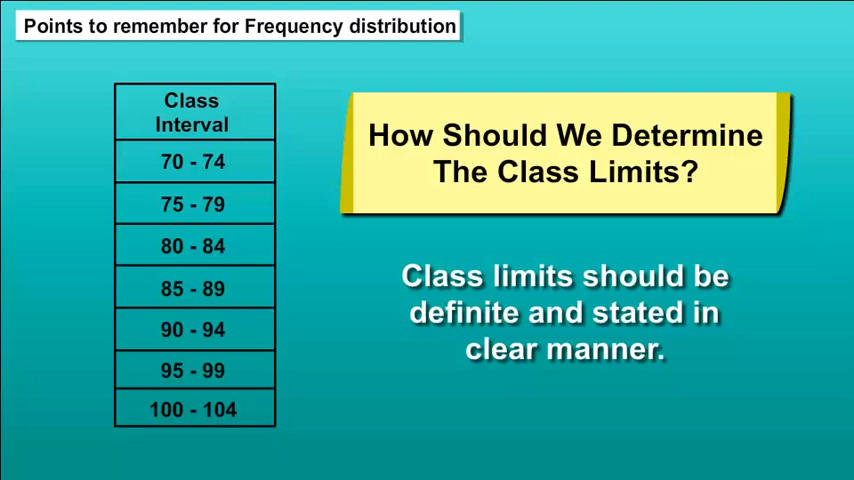 Points to remember for Frequency distribution
Class
Interval
70 - 74
75 - 79
80 - 84
85 - 89
90 - 94
95 - 99
100 - 104
How Should We Determine
The Class Limits?
Class limits should be
definite and stated in
clear manner.